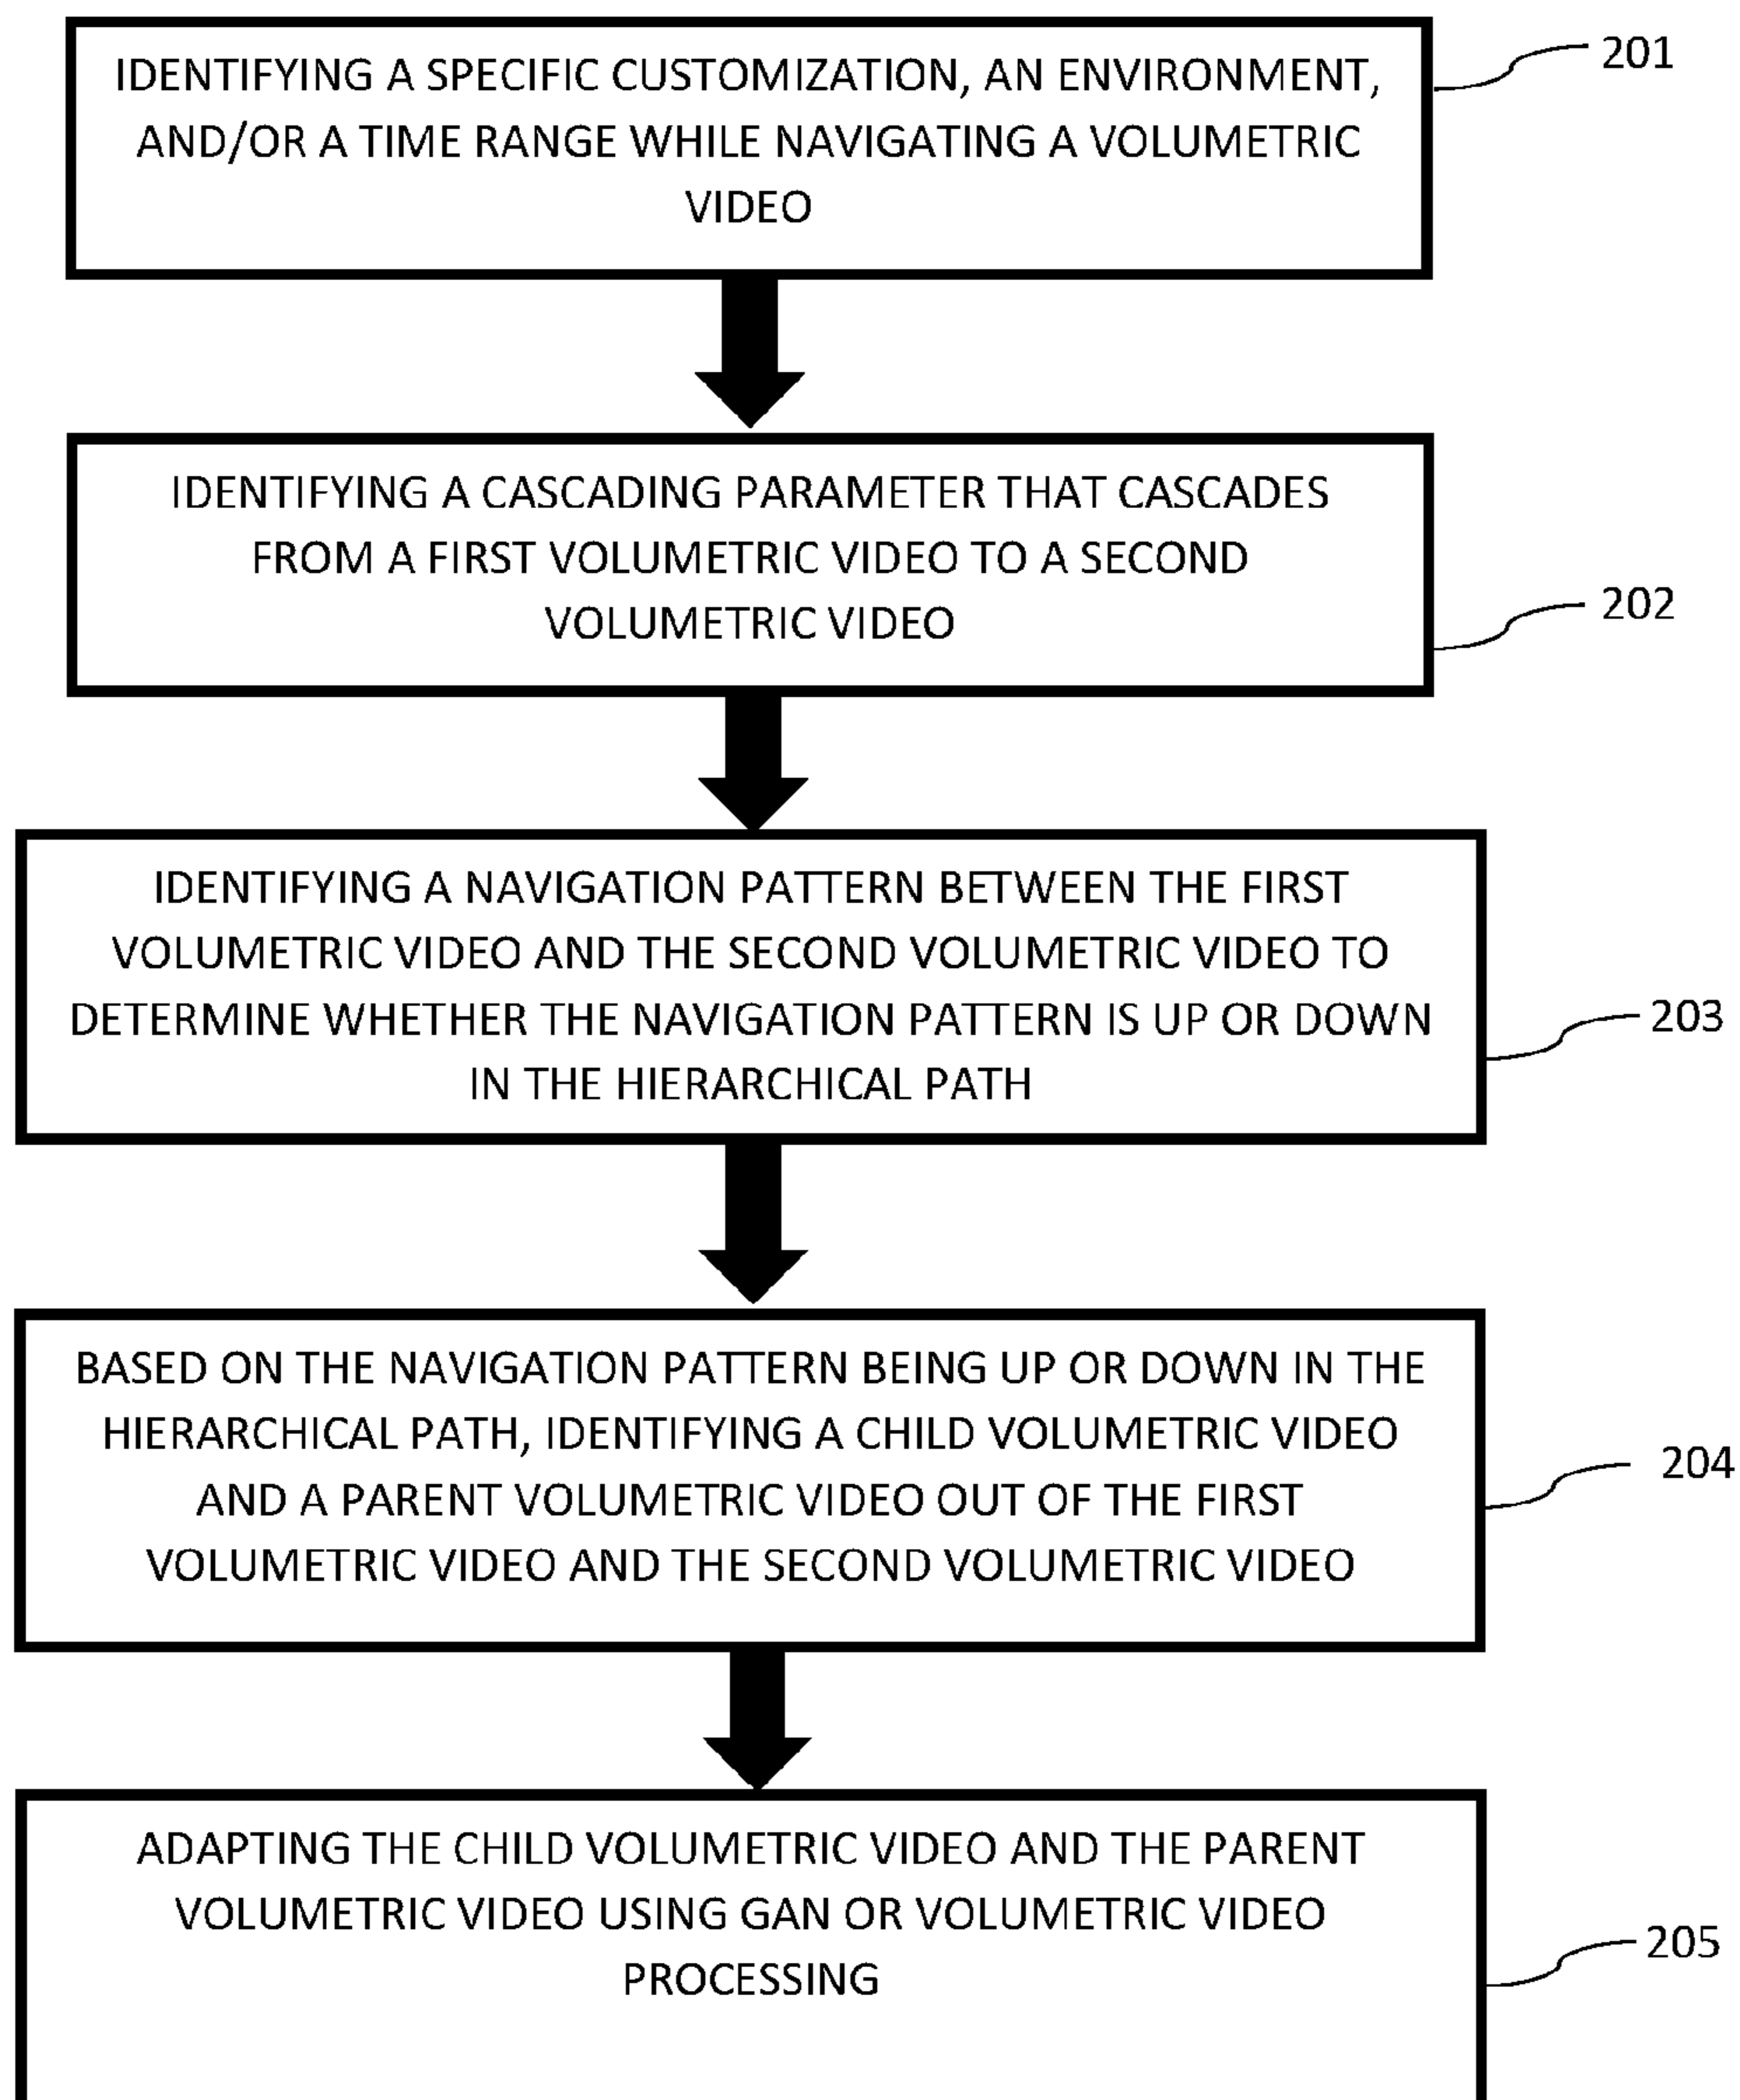 IDENTIFYING A SPECIFIC CUSTOMIZATION, AN ENVIRONMENT,
AND/OR A TIME RANGE WHILE NAVIGATING A VOLUMETRIC
VIDEO
201
IDENTIFYING A CASCADING PARAMETER THAT CASCADES
FROM A FIRST VOLUMETRIC VIDEO TO A SECOND
VOLUMETRIC VIDEO
202
IDENTIFYING A NAVIGATION PATTERN BETWEEN THE FIRST
VOLUMETRIC VIDEO AND THE SECOND VOLUMETRIC VIDEO TO
DETERMINE WHETHER THE NAVIGATION PATTERN IS UP OR DOWN
IN THE HIERARCHICAL PATH
203
BASED ON THE NAVIGATION PATTERN BEING UP OR DOWN IN THE
HIERARCHICAL PATH, IDENTIFYING A CHILD VOLUMETRIC VIDEO
AND A PARENT VOLUMETRIC VIDEO OUT OF THE FIRST
VOLUMETRIC VIDEO AND THE SECOND VOLUMETRIC VIDEO
204
ADAPTING THE CHILD VOLUMETRIC VIDEO AND THE PARENT
VOLUMETRIC VIDEO USING GAN OR VOLUMETRIC VIDEO
PROCESSING
205